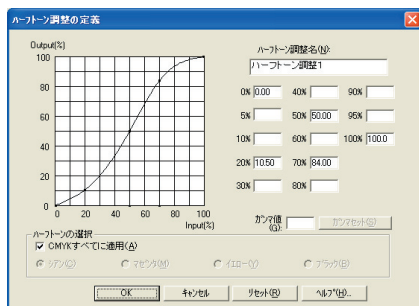 ハーフトーン調整の定義
Output(%)
100
80
60
40
20
0
0 20 40 60 80 100
Input(%)
ハーフトーン調整名(N):
ハーフトーン調整1
0% 0.00 40% 90%
5% 50% 50.00 95%
10% 60% 100% 100.0
20% 10.50 70% 84.00
30% 80%
ガンマ値(G): ガンマセット(S)
ハーフトーンの選択
CMYKすべてに適用(A)
シアン(C) マゼンタ(M) イエロー(Y) ブラック(B)
OK キャンセル リセット(R) ヘルプ(H)...